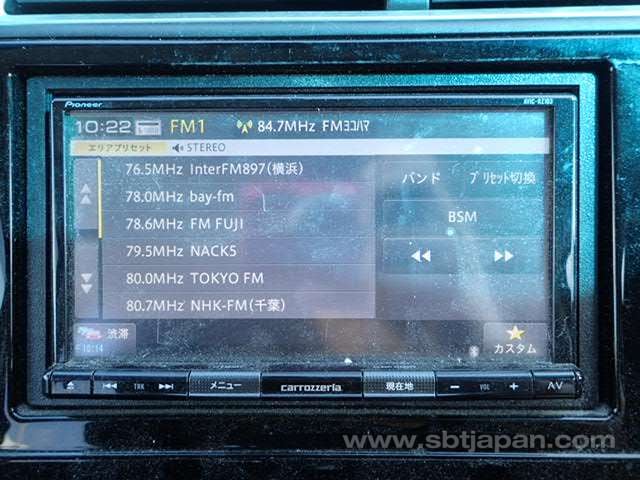 Pioneer AVIC-RZ103
10:22 FM1 84.7MHz FMヨコハマ
エリアプリセット STEREO
76.5MHz InterFM897(横浜)
バンド プリセット切換
78.0MHz bay-fm
BSM
78.6MHz FM FUJI
79.5MHz NACK5
80.0MHz TOKYO FM
80.7MHz NHK-FM(千葉)
渋滞
10:14
カスタム
TRK メニュー carrozzeria 現在地 − VOL + AV
www.sbtjapan.com